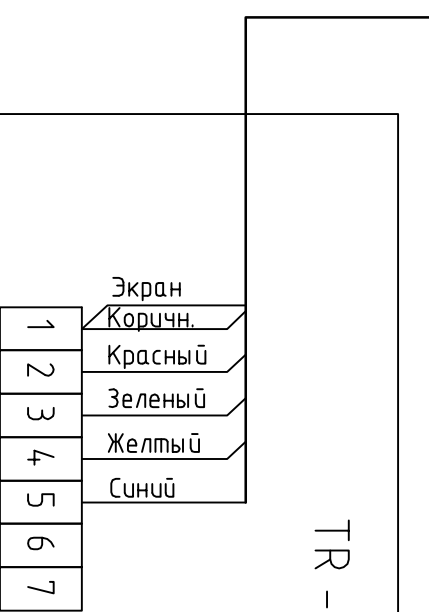 Экран
1 Коричн.
2 Красный
3 Зеленый
4 Желтый
5 Синий
6
7
TR-